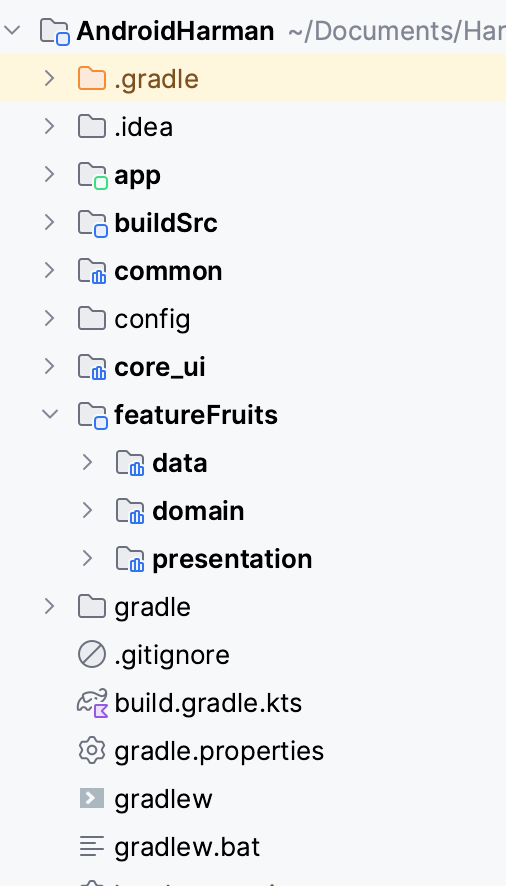 AndroidHarman ~/Documents/Har
.gradle
.idea
app
buildSrc
common
config
core_ui
featureFruits
data
domain
presentation
gradle
.gitignore
build.gradle.kts
gradle.properties
gradlew
gradlew.bat